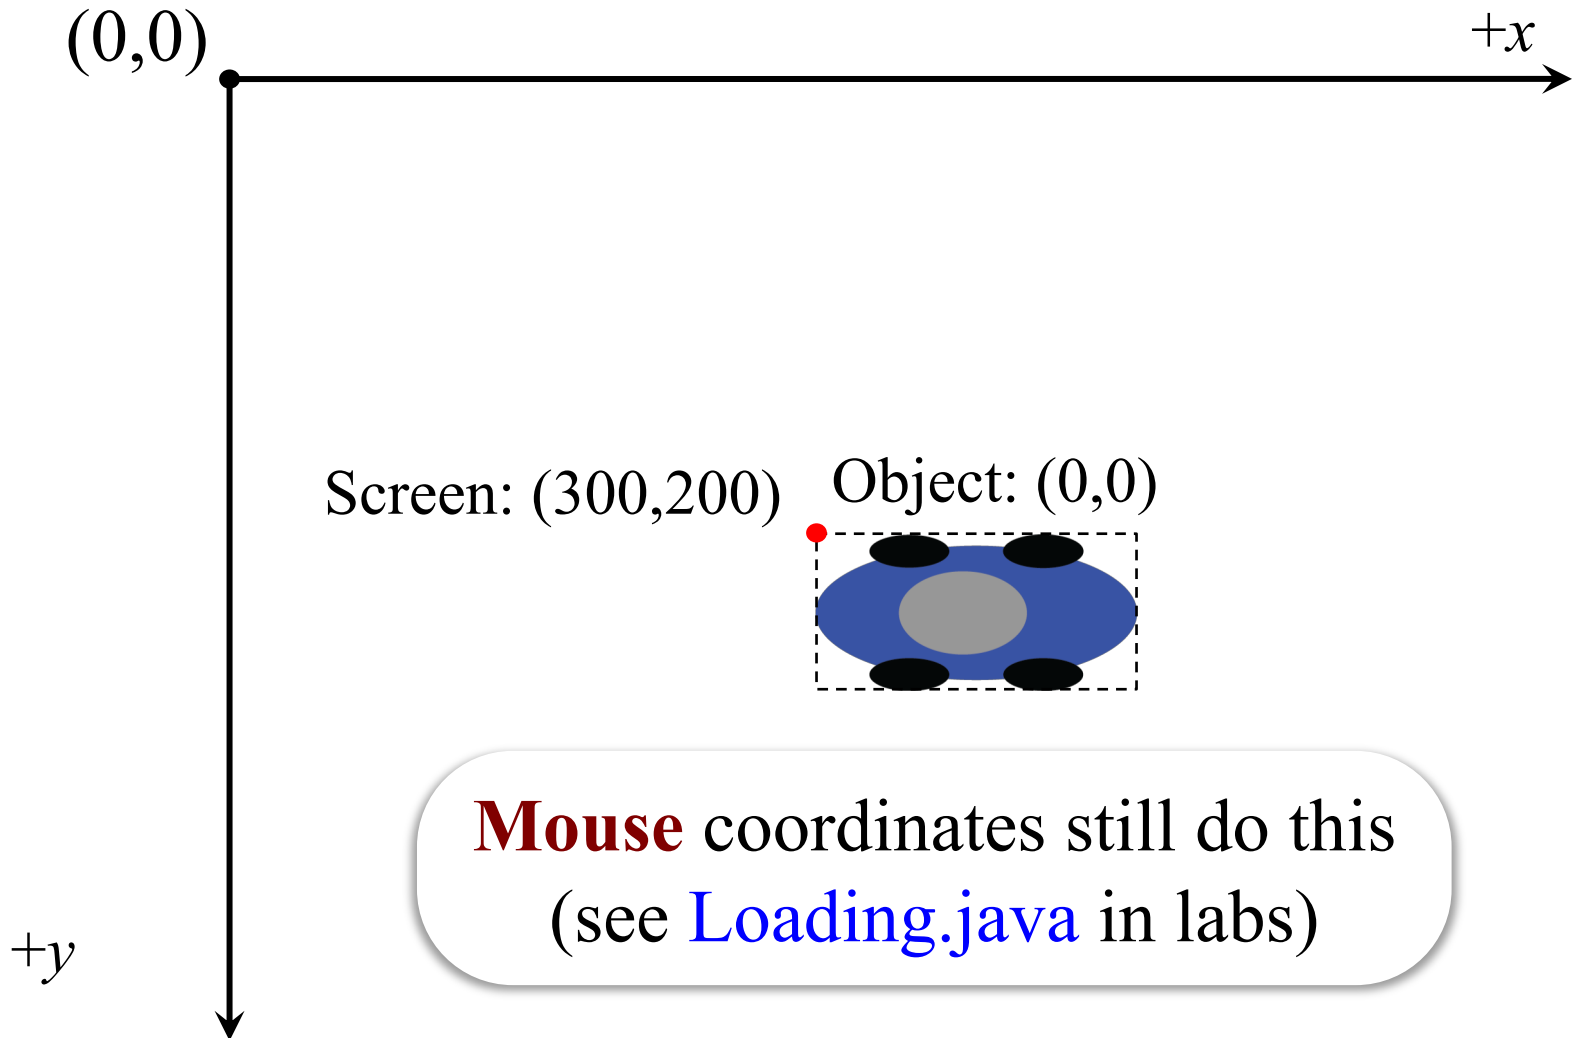 (0,0)
+x
Screen: (300,200)
Object: (0,0)
Mouse coordinates still do this
(see Loading.java in labs)
+y